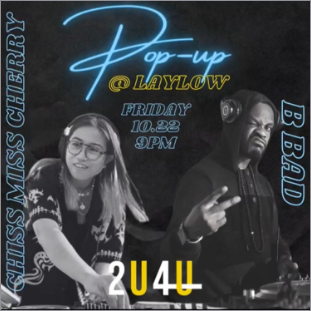 Pop-up
@ LAYLOW
FRIDAY
10.22
9PM
CHISS MISS CHERRY
B BAD
2U4U